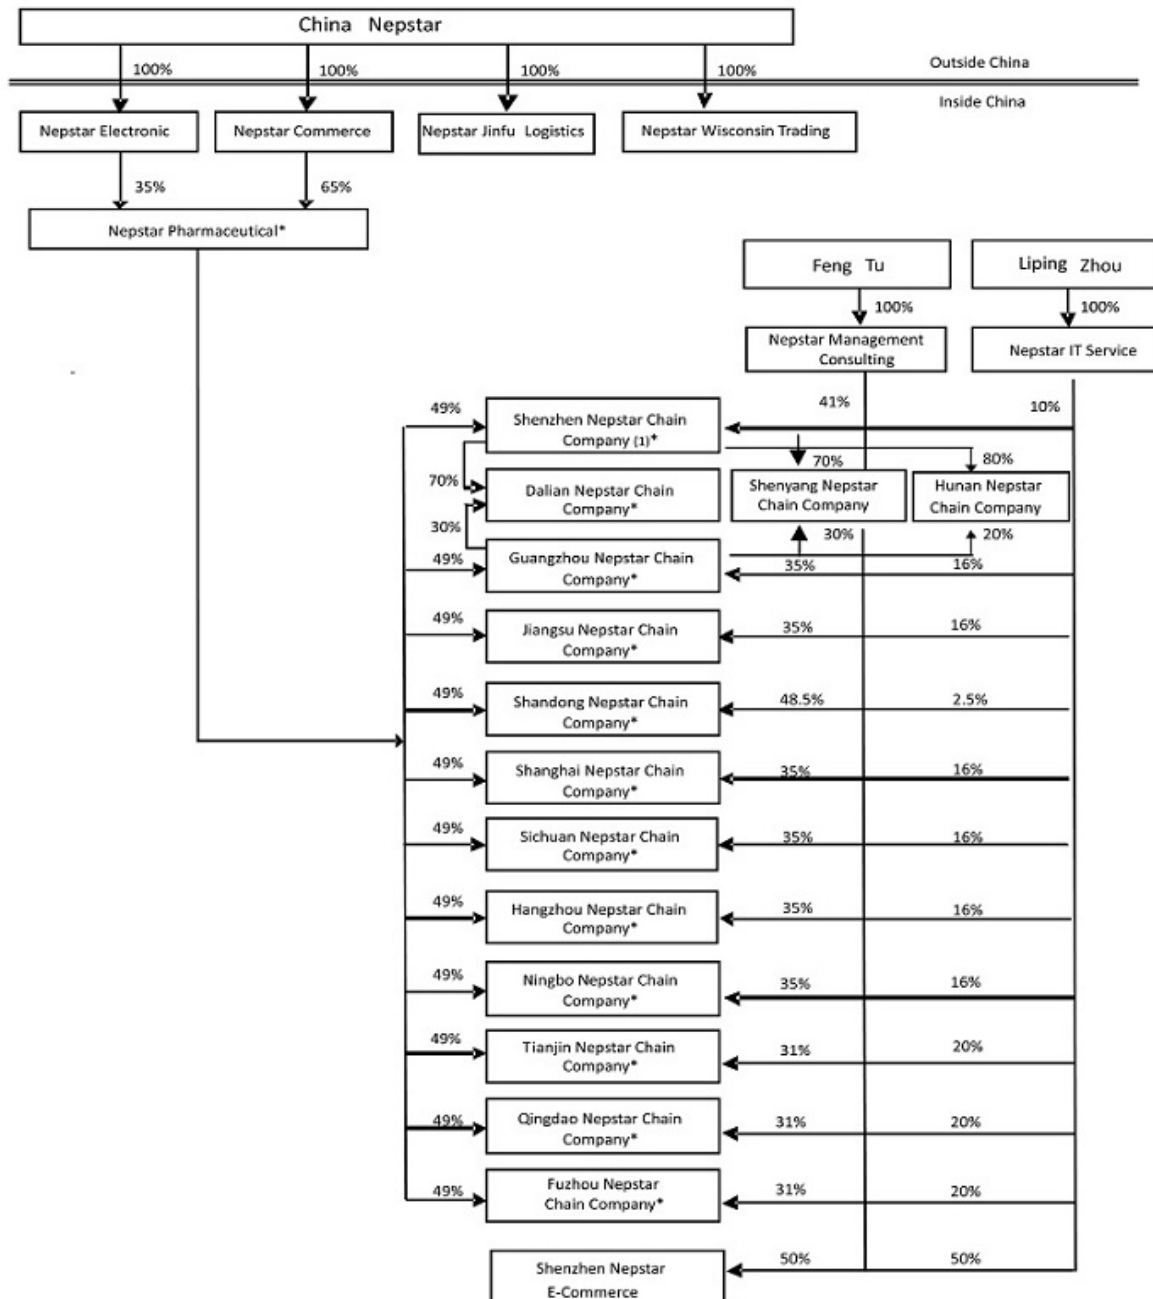 China Nepstar
100% 100% 100% 100% Outside China
Inside China
Nepstar Electronic Nepstar Commerce Nepstar Jinfu Logistics Nepstar Wisconsin Trading
35% 65%
Nepstar Pharmaceutical*
Feng Tu Liping Zhou
100% 100%
Nepstar Management
Consulting
Nepstar IT Service
49% 41% 10%
Shenzhen Nepstar Chain
Company (1)*
70% 70% 80%
Dalian Nepstar Chain
Company*
Shenyang Nepstar
Chain Company
Hunan Nepstar
Chain Company
30% 30% 20%
49% Guangzhou Nepstar Chain
Company* 35% 16%
49% Jiangsu Nepstar Chain
Company* 35% 16%
49% Shandong Nepstar Chain
Company* 48.5% 2.5%
49% Shanghai Nepstar Chain
Company* 35% 16%
49% Sichuan Nepstar Chain
Company* 35% 16%
49% Hangzhou Nepstar Chain
Company* 35% 16%
49% Ningbo Nepstar Chain
Company* 35% 16%
49% Tianjin Nepstar Chain
Company* 31% 20%
49% Qingdao Nepstar Chain
Company* 31% 20%
49% Fuzhou Nepstar
Chain Company* 31% 20%
Shenzhen Nepstar
E-Commerce 50% 50%